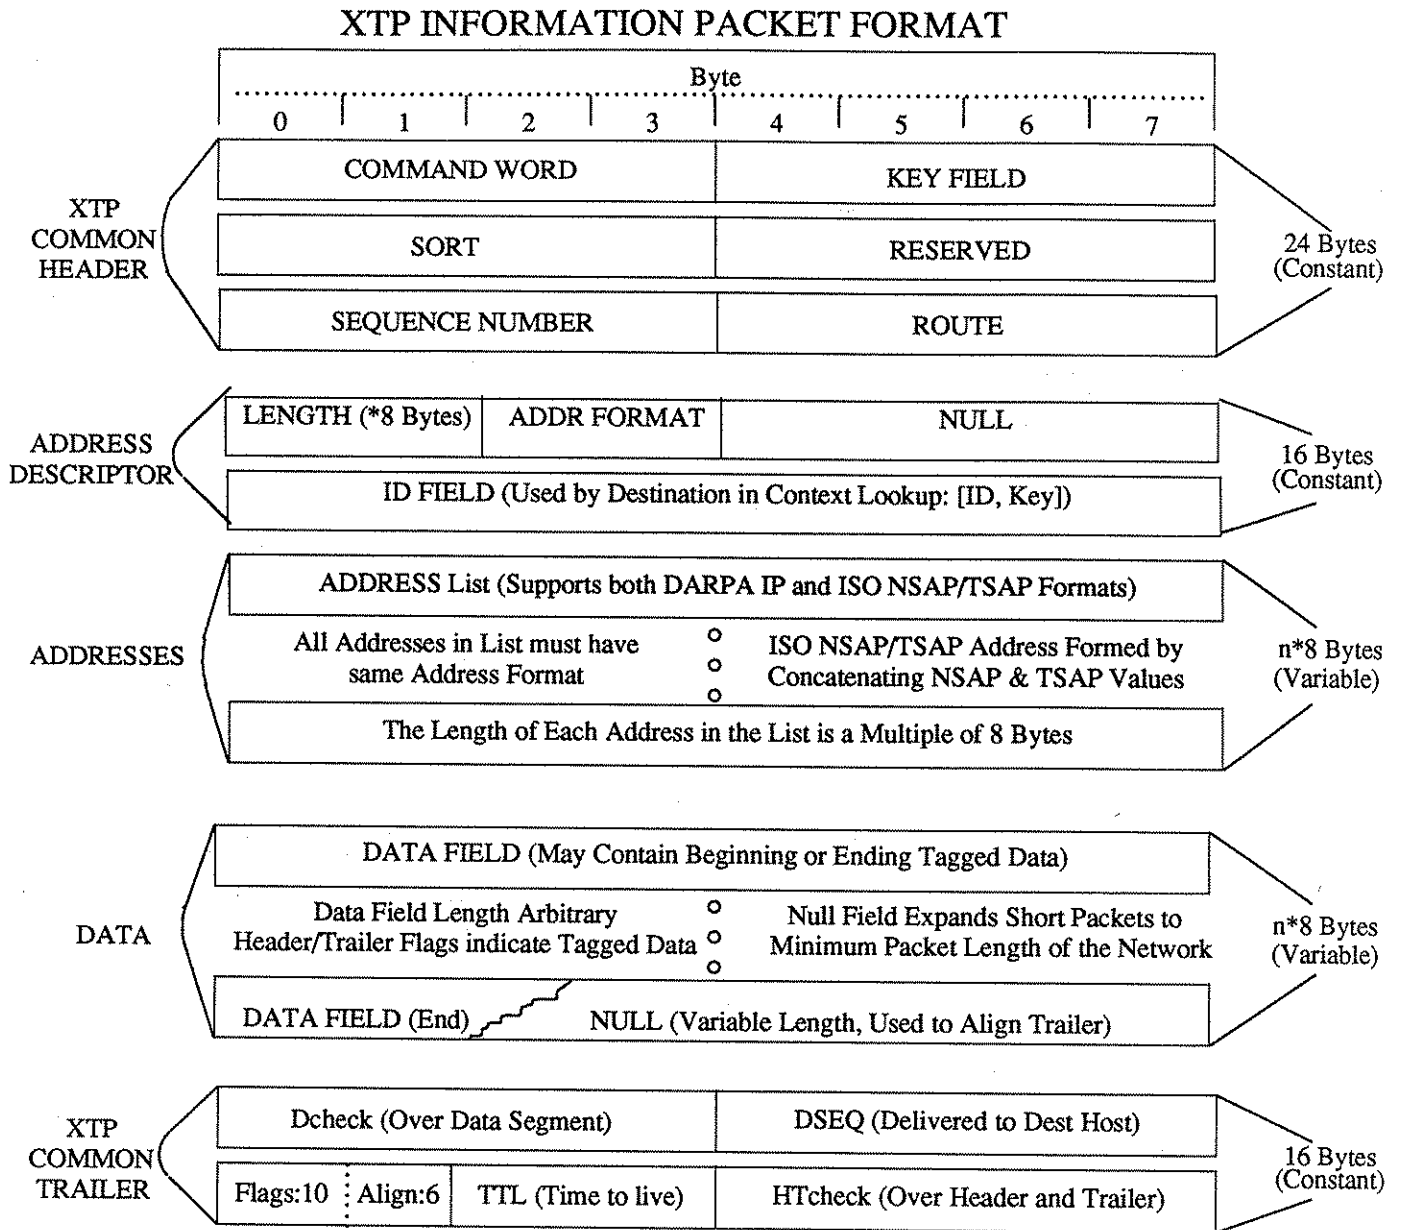 XTP INFORMATION PACKET FORMAT
Byte
0 1 2 3 4 5 6 7
XTP
COMMON
HEADER
COMMAND WORD
KEY FIELD
SORT
RESERVED
SEQUENCE NUMBER
ROUTE
24 Bytes
(Constant)
ADDRESS
DESCRIPTOR
LENGTH (*8 Bytes)
ADDR FORMAT
NULL
ID FIELD (Used by Destination in Context Lookup: [ID, Key])
16 Bytes
(Constant)
ADDRESSES
ADDRESS List (Supports both DARPA IP and ISO NSAP/TSAP Formats)
All Addresses in List must have
same Address Format
ISO NSAP/TSAP Address Formed by
Concatenating NSAP & TSAP Values
The Length of Each Address in the List is a Multiple of 8 Bytes
n*8 Bytes
(Variable)
DATA
DATA FIELD (May Contain Beginning or Ending Tagged Data)
Data Field Length Arbitrary
Header/Trailer Flags indicate Tagged Data
Null Field Expands Short Packets to
Minimum Packet Length of the Network
DATA FIELD (End)
NULL (Variable Length, Used to Align Trailer)
n*8 Bytes
(Variable)
XTP
COMMON
TRAILER
Dcheck (Over Data Segment)
DSEQ (Delivered to Dest Host)
Flags:10
Align:6
TTL (Time to live)
HTcheck (Over Header and Trailer)
16 Bytes
(Constant)